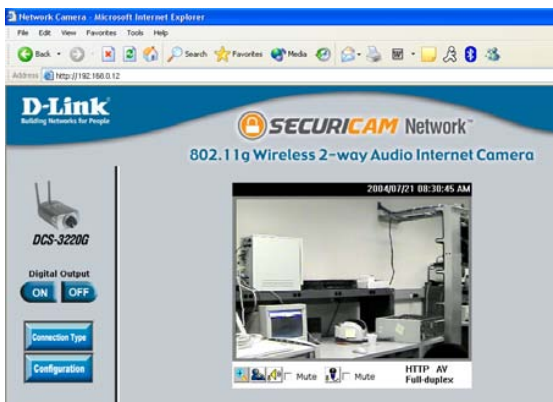 Network Camera - Microsoft Internet Explorer
File Edit View Favorites Tools Help
Back Search Favorites Media
Address http://192.168.0.12
D-Link
Building Networks for People
SECURICAM Network™
802.11g Wireless 2-way Audio Internet Camera
2004/07/21 08:30:45 AM
DCS-3220G
Digital Output
ON OFF
Connection Type
Configuration
Mute Mute HTTP AV
Full-duplex